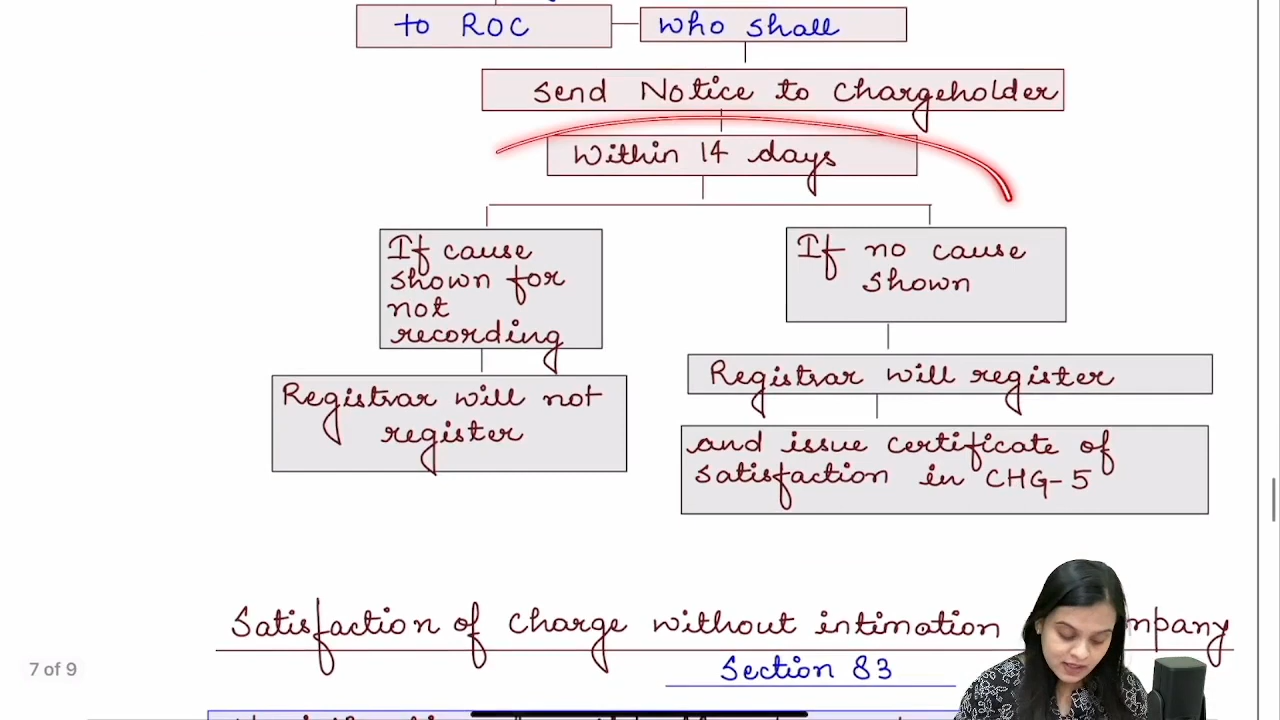 to ROC
who shall
Send Notice to Chargeholder
Within 14 days
If cause
shown for
not
recording
If no cause
shown
Registrar will not
register
Registrar will register
and issue certificate of
satisfaction in CHG-5
Satisfaction of Charge without intimation
Section 83
7 of 9